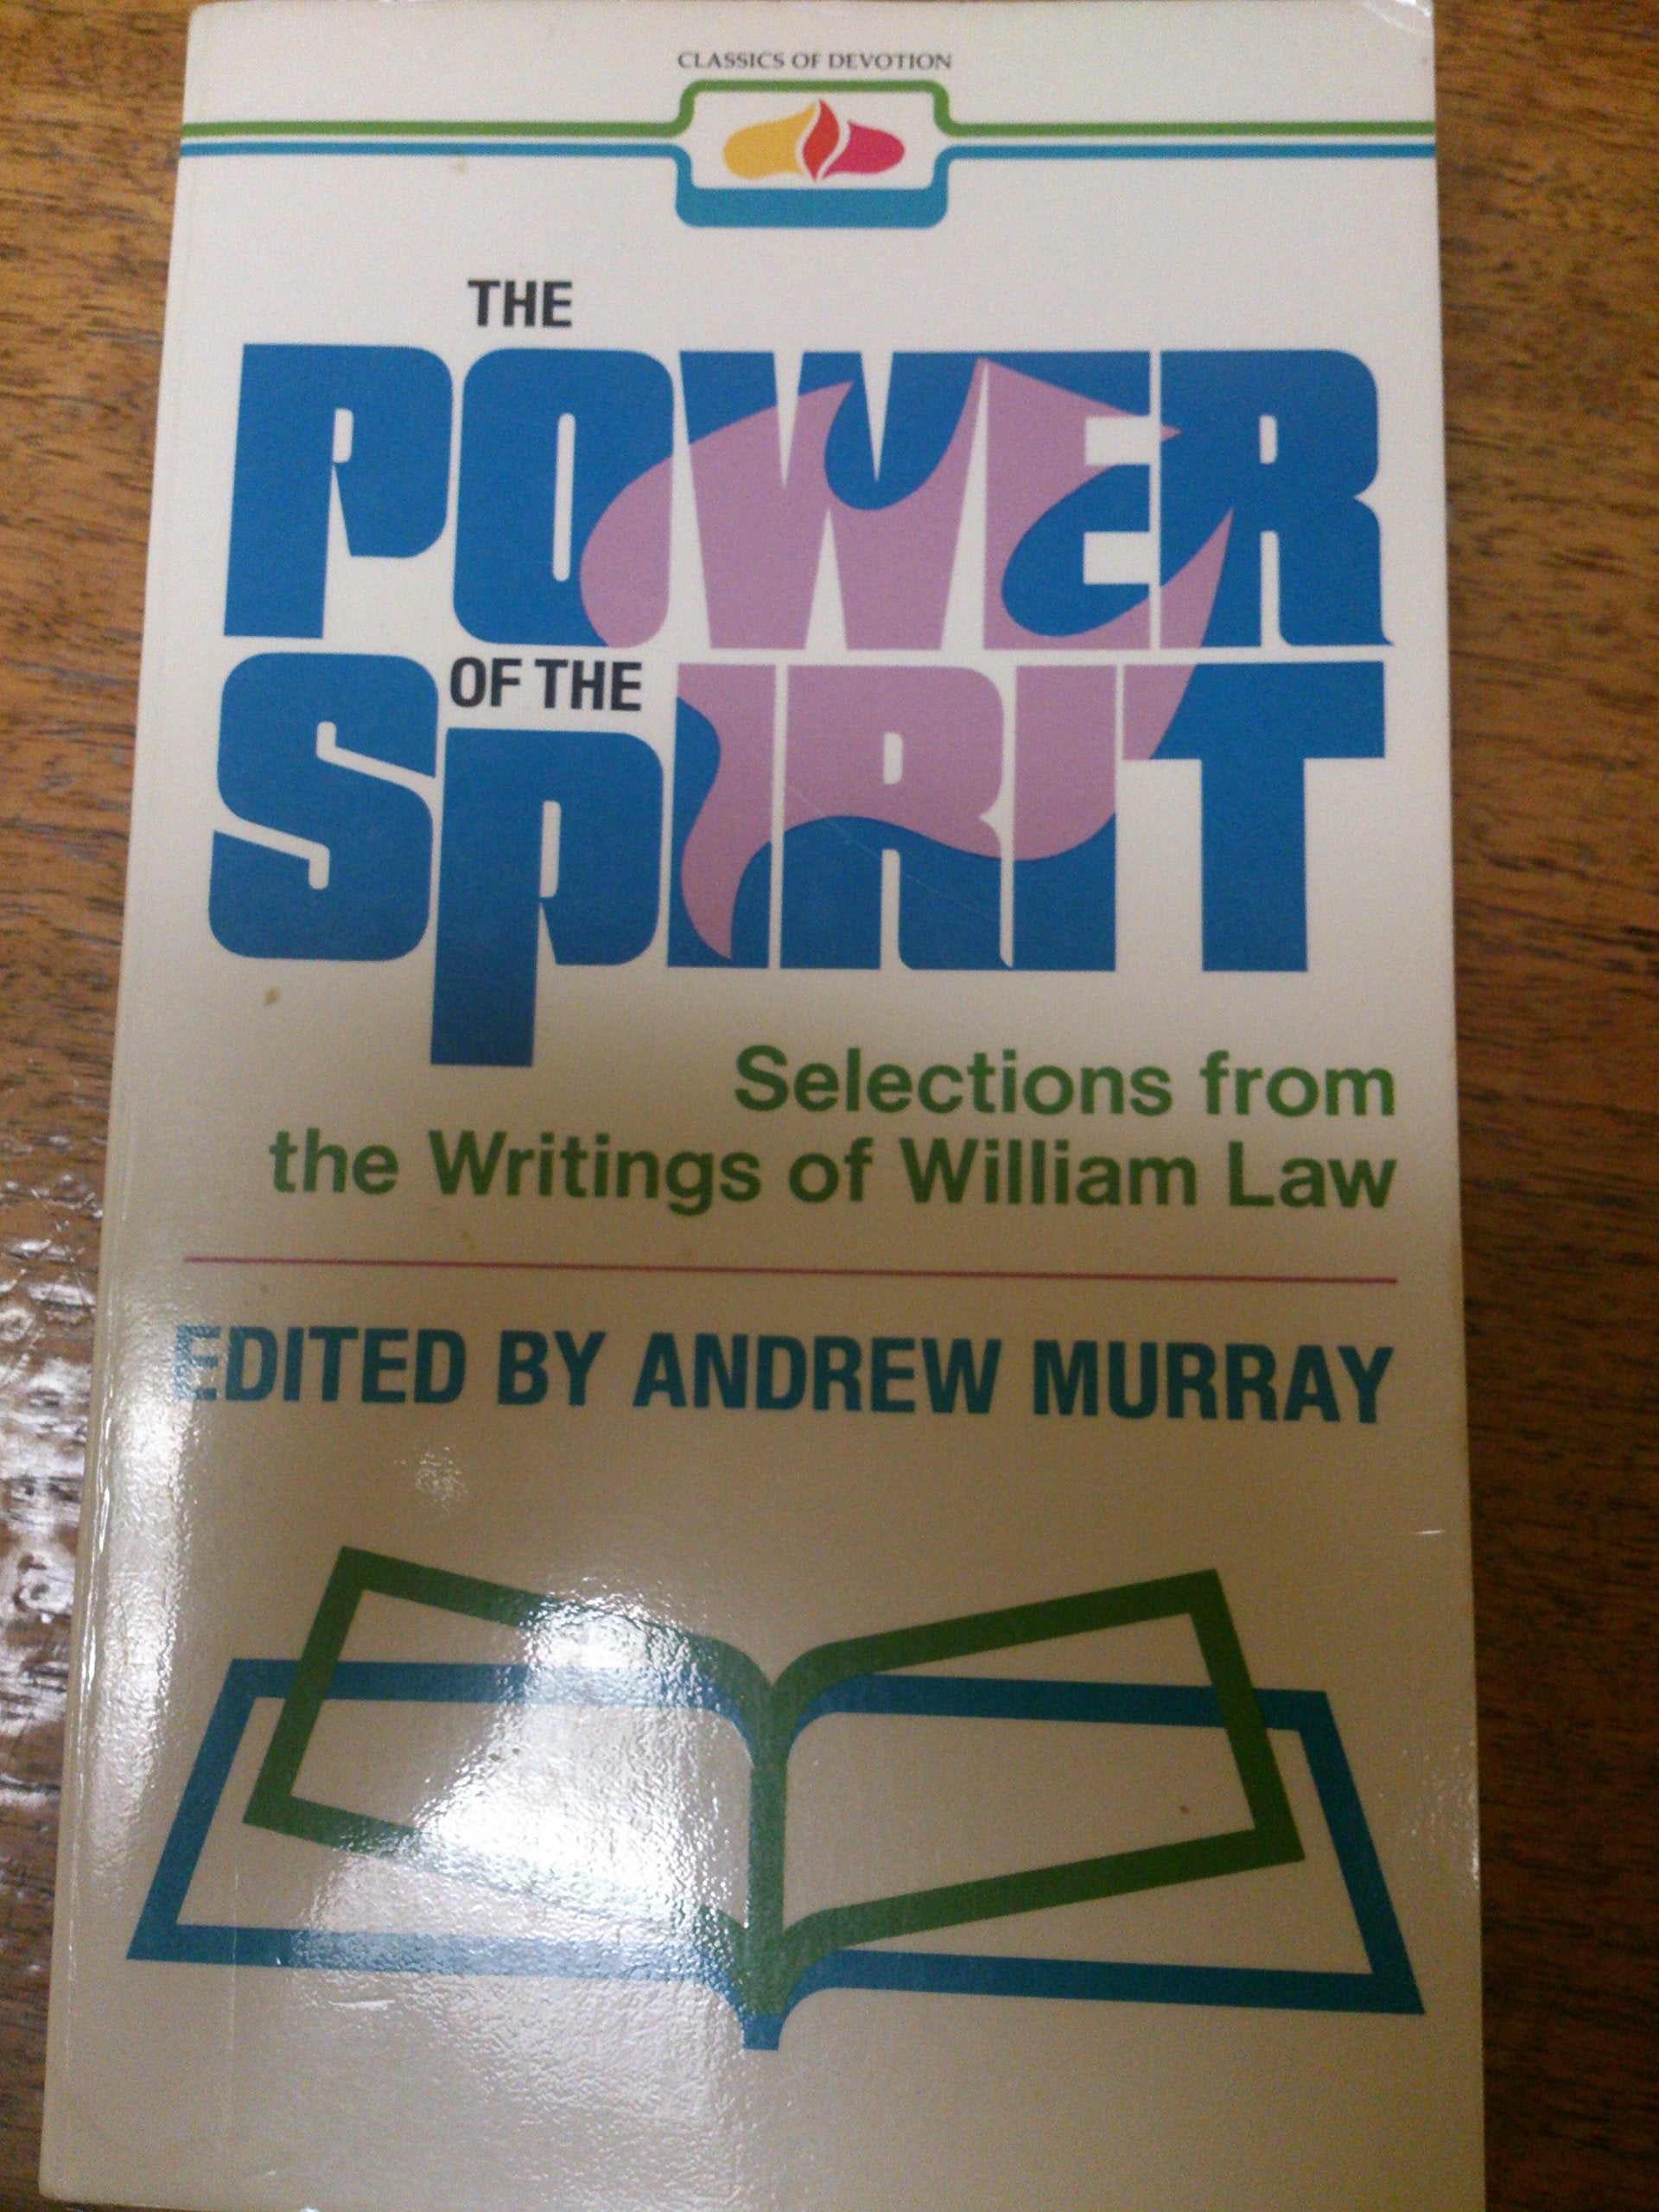 CLASSICS OF DEVOTION
THE
POWER
OF THE
SpIRIT
Selections from
the Writings of William Law
EDITED BY ANDREW MURRAY